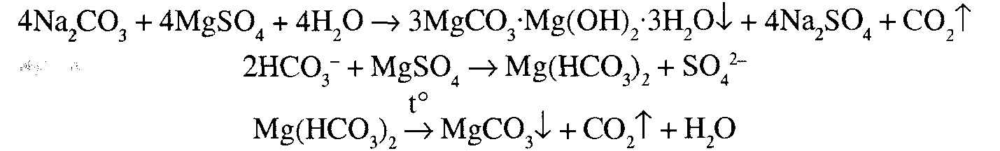 4Na₂CO₃ + 4MgSO₄ + 4H₂O → 3MgCO₃·Mg(OH)₂·3H₂O↓ + 4Na₂SO₄ + CO₂↑
2HCO₃⁻ + MgSO₄ → Mg(HCO₃)₂ + SO₄²⁻
t°
Mg(HCO₃)₂ → MgCO₃↓ + CO₂↑ + H₂O